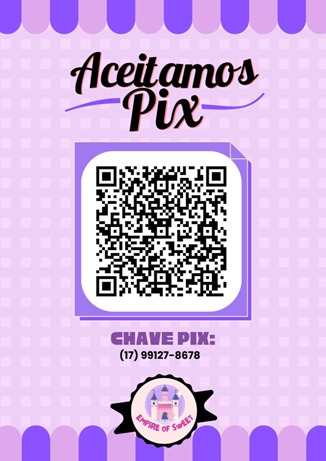 Aceitamos
Pix
CHAVE PIX:
(17) 99127-8678
EMPIRE OF SWEET